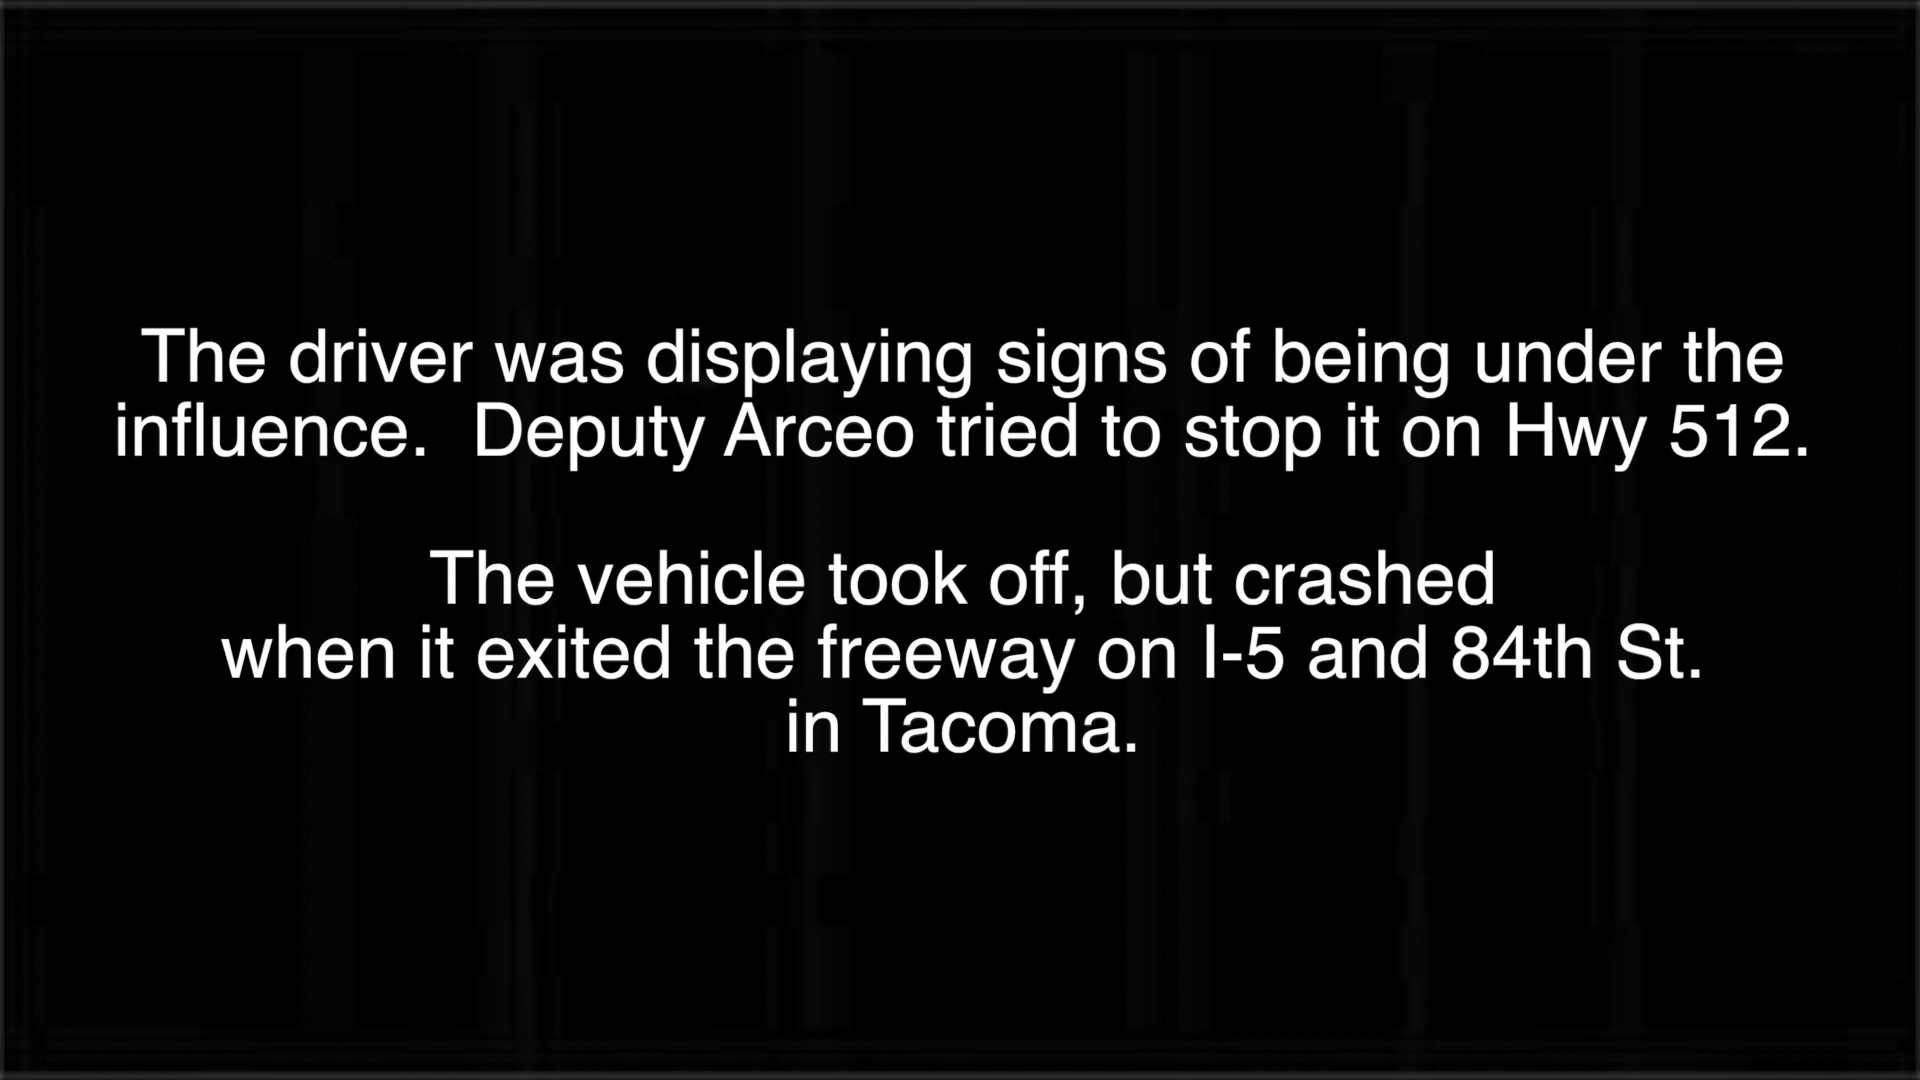 The driver was displaying signs of being under the
influence.  Deputy Arceo tried to stop it on Hwy 512.
The vehicle took off, but crashed
when it exited the freeway on I-5 and 84th St.
in Tacoma.